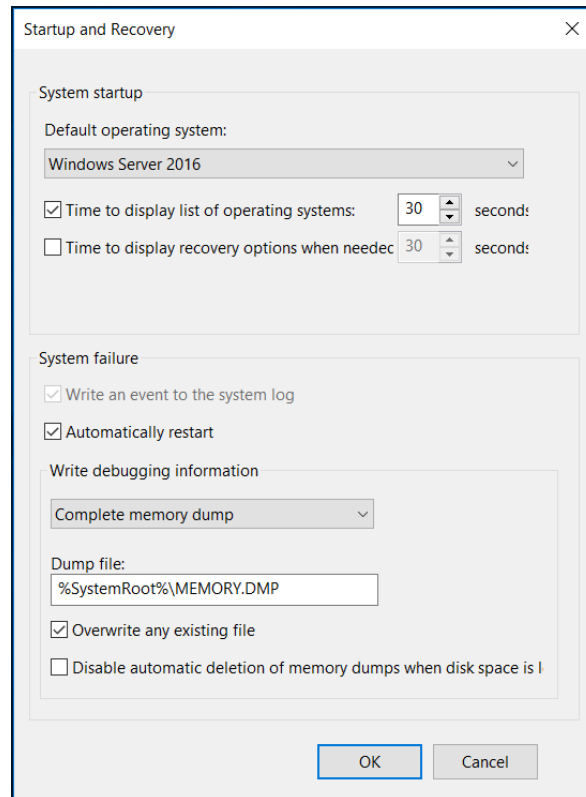 Startup and Recovery
System startup
Default operating system:
Windows Server 2016
Time to display list of operating systems: 30 seconds
Time to display recovery options when needed 30 seconds
System failure
Write an event to the system log
Automatically restart
Write debugging information
Complete memory dump
Dump file:
%SystemRoot%\MEMORY.DMP
Overwrite any existing file
Disable automatic deletion of memory dumps when disk space is l
OK Cancel